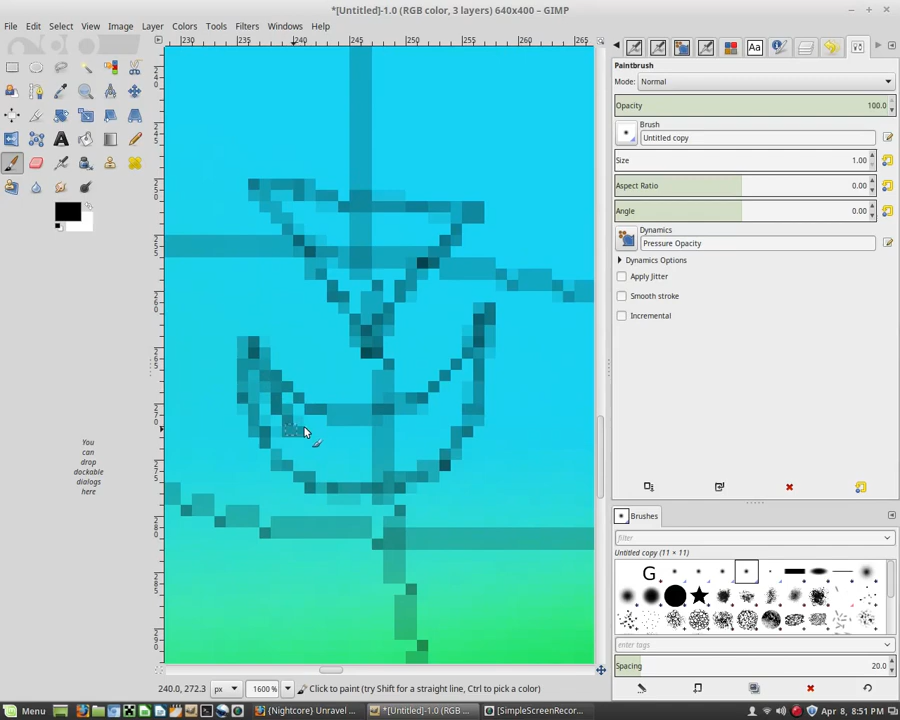 *[Untitled]-1.0 (RGB color, 3 layers) 640x400 – GIMP
File Edit Select View Image Layer Colors Tools Filters Windows Help
230 235 240 245 250 255 260 265
Paintbrush
Mode: Normal
Opacity 100.0
Brush
Untitled copy
Size 1.00
Aspect Ratio 0.00
Angle 0.00
Dynamics
Pressure Opacity
Dynamics Options
Apply Jitter
Smooth stroke
Incremental
You
can
drop
dockable
dialogs
here
Brushes
filter
Untitled copy (11 × 11)
G
enter tags
Spacing 20.0
240.0, 272.3 px 1600 % Click to paint (try Shift for a straight line, Ctrl to pick a color)
Menu [Nightcore] Unravel ... *[Untitled]-1.0 (RGB ... [SimpleScreenRecor... Apr 8, 8:51 PM